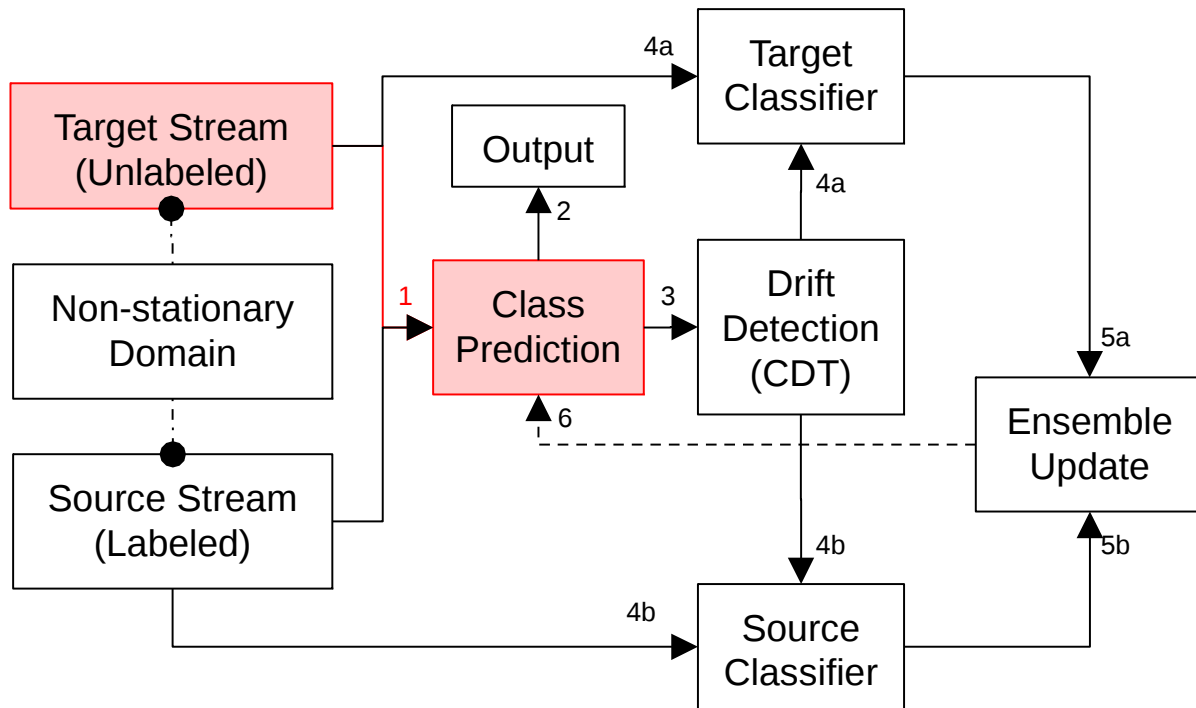 4a
Target
Classifier
Target Stream
(Unlabeled)
Output
4a
2
Non-stationary
Domain
1
Class
Prediction
3
Drift
Detection
(CDT)
5a
6
Ensemble
Update
Source Stream
(Labeled)
4b
5b
4b
Source
Classifier